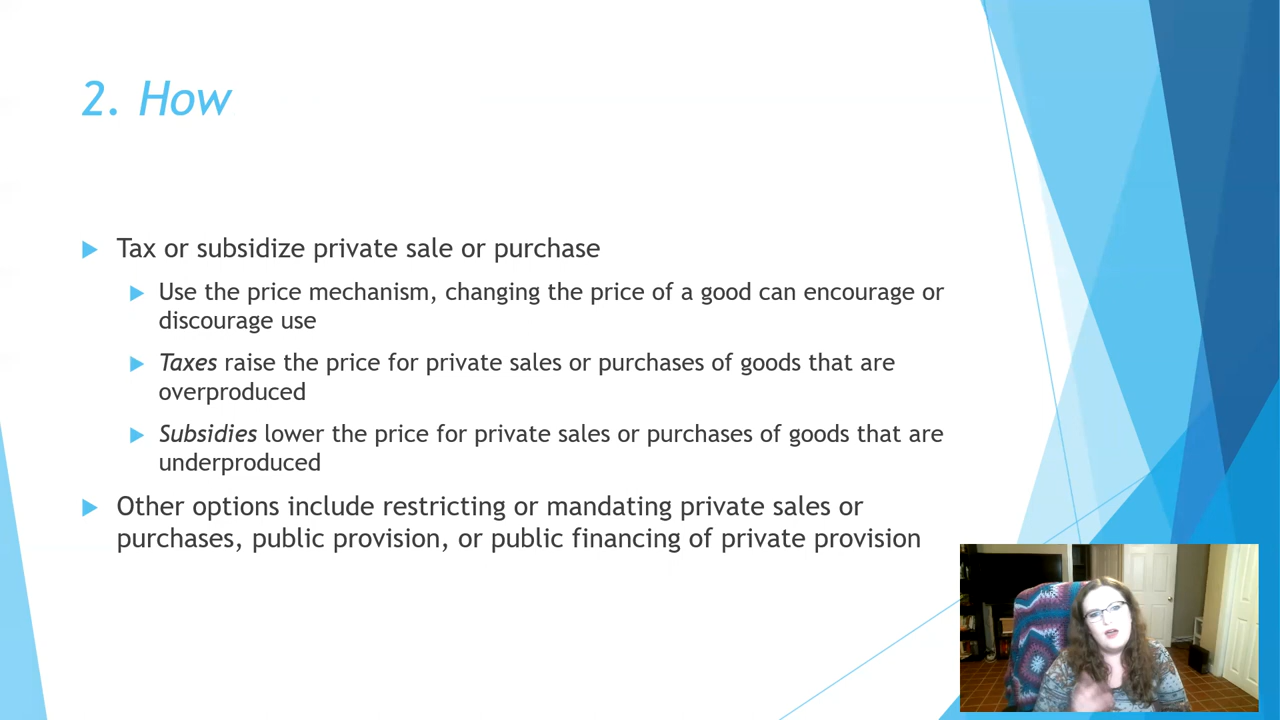 2. How
Tax or subsidize private sale or purchase
Use the price mechanism, changing the price of a good can encourage or
discourage use
Taxes raise the price for private sales or purchases of goods that are
overproduced
Subsidies lower the price for private sales or purchases of goods that are
underproduced
Other options include restricting or mandating private sales or
purchases, public provision, or public financing of private provision